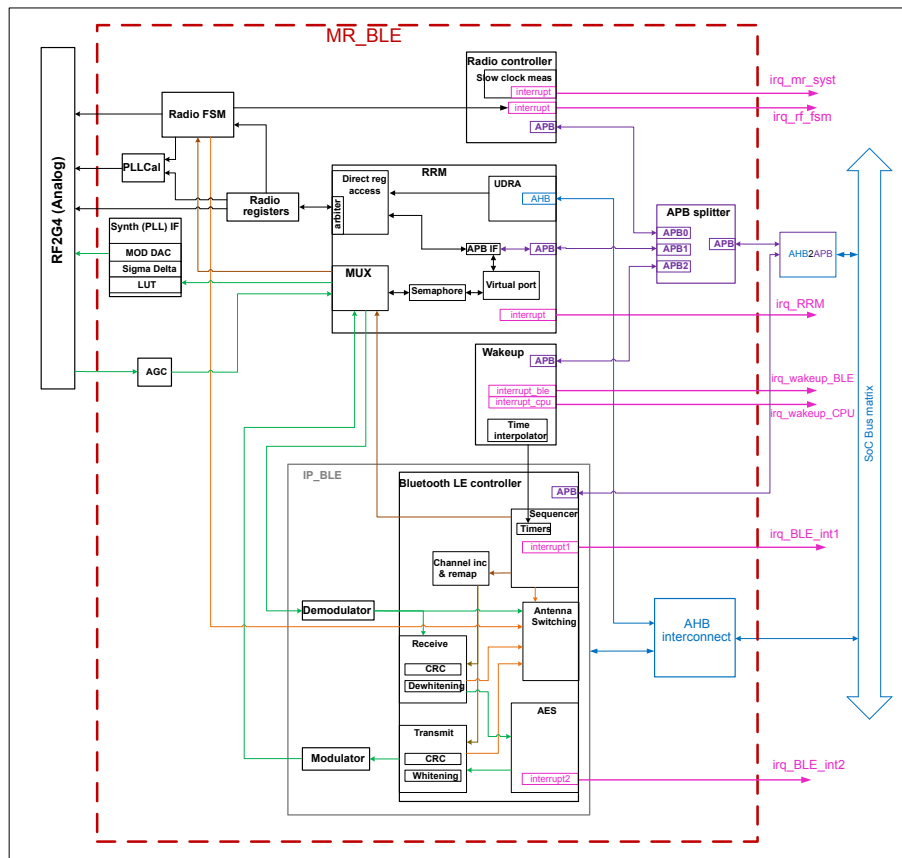 MR_BLE
Radio controller
Slow clock meas
interrupt
irq_mr_syst
interrupt
irq_rf_fsm
APB
Radio FSM
PLLCal
Radio
registers
RF2G4 (Analog)
Synth (PLL) IF
MOD DAC
Sigma Delta
LUT
AGC
RRM
Direct reg
access
arbiter
UDRA
AHB
APB IF
APB
MUX
Semaphore
Virtual port
interrupt
irq_RRM
APB splitter
APB0
APB1
APB2
APB
AHB2APB
SoC Bus matrix
Wakeup
APB
interrupt_ble
irq_wakeup_BLE
interrupt_cpu
irq_wakeup_CPU
Time
interpolator
IP_BLE
Bluetooth LE controller
APB
Sequencer
Timers
interrupt1
irq_BLE_int1
Channel inc
& remap
Demodulator
Antenna
Switching
Receive
CRC
Dewhitening
AHB
interconnect
AES
Transmit
CRC
Whitening
Modulator
interrupt2
irq_BLE_int2